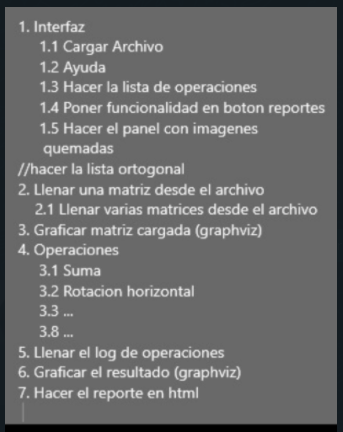 1. Interfaz
1.1 Cargar Archivo
1.2 Ayuda
1.3 Hacer la lista de operaciones
1.4 Poner funcionalidad en boton reportes
1.5 Hacer el panel con imagenes
quemadas
//hacer la lista ortogonal
2. Llenar una matriz desde el archivo
2.1 Llenar varias matrices desde el archivo
3. Graficar matriz cargada (graphviz)
4. Operaciones
3.1 Suma
3.2 Rotacion horizontal
3.3 ...
3.8 ...
5. Llenar el log de operaciones
6. Graficar el resultado (graphviz)
7. Hacer el reporte en html